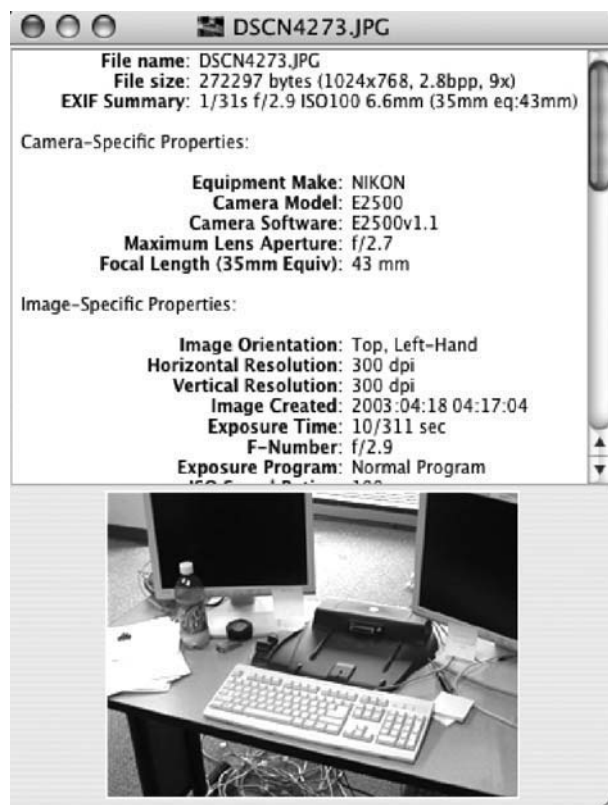 DSCN4273.JPG
File name: DSCN4273.JPG
File size: 272297 bytes (1024x768, 2.8bpp, 9x)
EXIF Summary: 1/31s f/2.9 ISO100 6.6mm (35mm eq:43mm)
Camera-Specific Properties:
Equipment Make: NIKON
Camera Model: E2500
Camera Software: E2500v1.1
Maximum Lens Aperture: f/2.7
Focal Length (35mm Equiv): 43 mm
Image-Specific Properties:
Image Orientation: Top, Left-Hand
Horizontal Resolution: 300 dpi
Vertical Resolution: 300 dpi
Image Created: 2003:04:18 04:17:04
Exposure Time: 10/311 sec
F-Number: f/2.9
Exposure Program: Normal Program